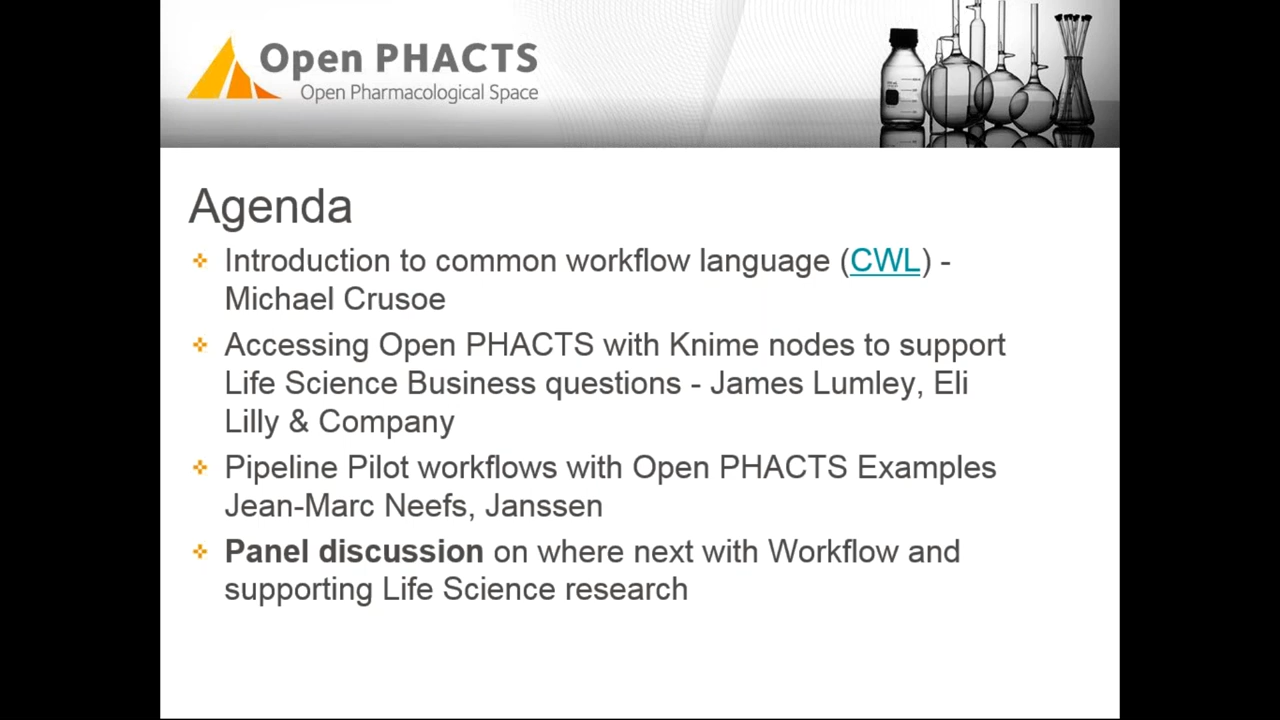 Open PHACTS
Open Pharmacological Space
Agenda
Introduction to common workflow language (CWL) -
Michael Crusoe
Accessing Open PHACTS with Knime nodes to support
Life Science Business questions - James Lumley, Eli
Lilly & Company
Pipeline Pilot workflows with Open PHACTS Examples
Jean-Marc Neefs, Janssen
Panel discussion on where next with Workflow and
supporting Life Science research